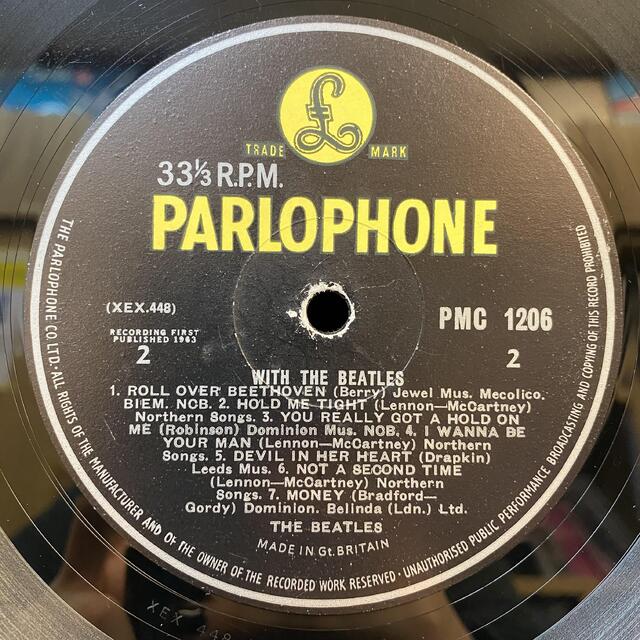 £
TRADE MARK
33⅓ R.P.M.
PARLOPHONE
(XEX.448)
PMC 1206
RECORDING FIRST
PUBLISHED 1963
2
2
WITH THE BEATLES
1. ROLL OVER BEETHOVEN (Berry) Jewel Mus. Mecolico.
BIEM. NCB. 2. HOLD ME TIGHT (Lennon—McCartney)
Northern Songs. 3. YOU REALLY GOT A HOLD ON
ME (Robinson) Dominion Mus. NCB. 4. I WANNA BE
YOUR MAN (Lennon—McCartney) Northern
Songs. 5. DEVIL IN HER HEART (Drapkin)
Leeds Mus. 6. NOT A SECOND TIME
(Lennon—McCartney) Northern
Songs. 7. MONEY (Bradford—
Gordy) Dominion. Belinda (Ldn.) Ltd.
THE BEATLES
MADE IN Gt. BRITAIN
THE PARLOPHONE CO. LTD. · ALL RIGHTS OF THE MANUFACTURER AND OF THE OWNER OF THE RECORDED WORK RESERVED · UNAUTHORISED PUBLIC PERFORMANCE BROADCASTING AND COPYING OF THIS RECORD PROHIBITED
XEX 448